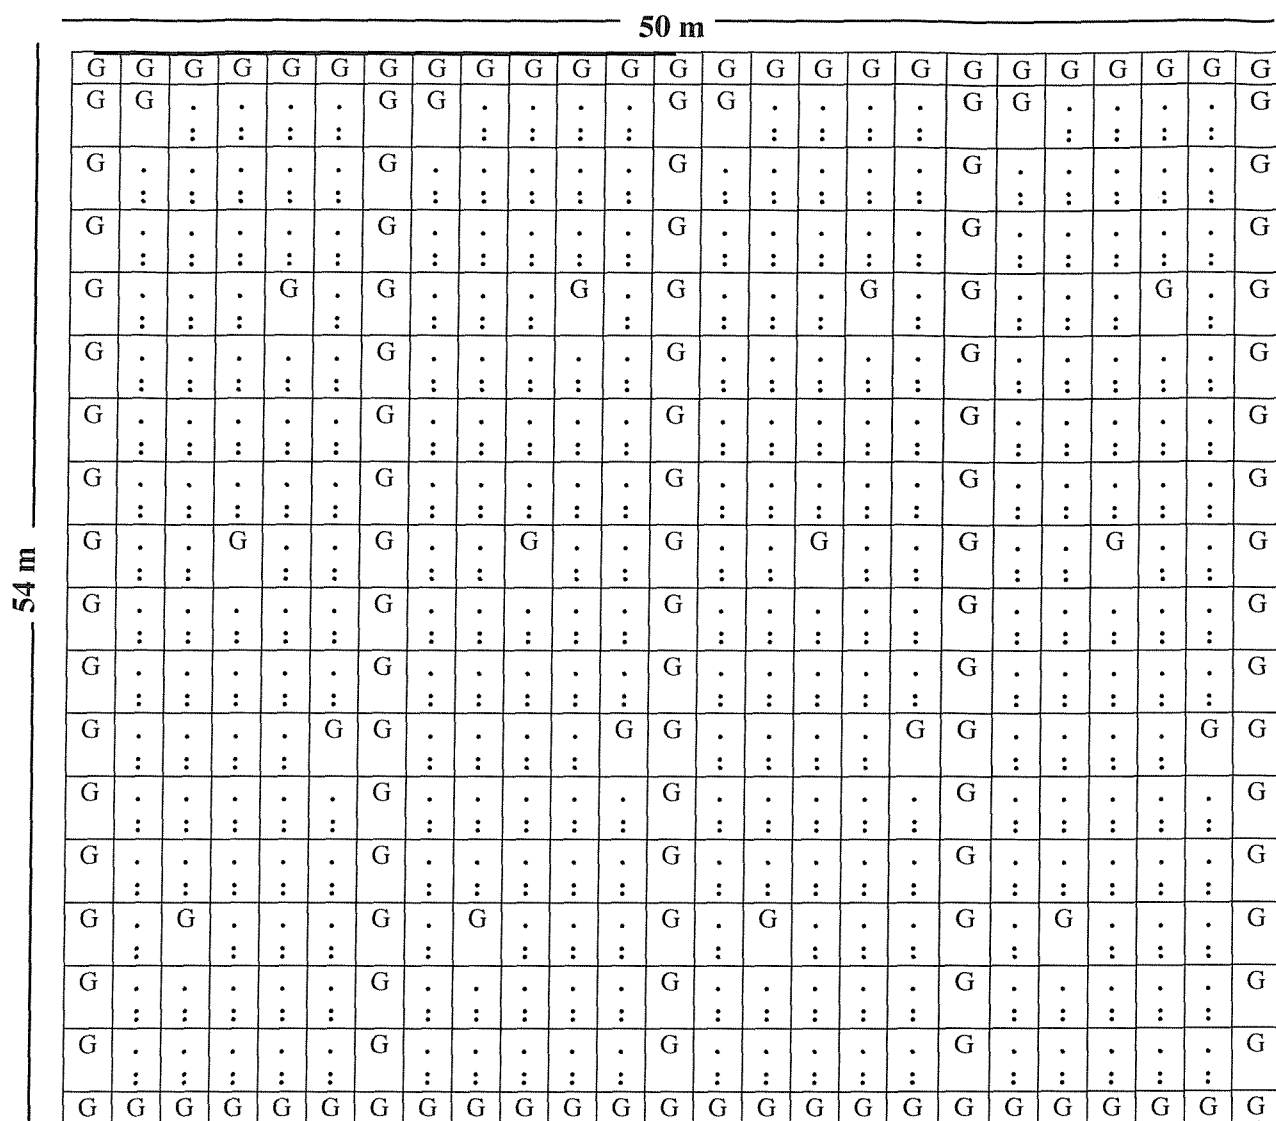 50 m
G G G G G G G G G G G G G G G G G G G G G G G G G
G G . . . . G G . . . . G G . . . . G G . . . . G
: : : : : : : : : : : : : : : :
G . . . . . G . . . . . G . . . . . G . . . . . G
: : : : : : : : : : : : : : : : : : : :
G . . . . . G . . . . . G . . . . . G . . . . . G
: : : : : : : : : : : : : : : : : : : :
G . . . G . G . . . G . G . . . G . G . . . G . G
: : : : : : : : : : : : : : : :
G . . . . . G . . . . . G . . . . . G . . . . . G
: : : : : : : : : : : : : : : : : : : :
G . . . . . G . . . . . G . . . . . G . . . . . G
: : : : : : : : : : : : : : : : : : : :
G . . . . . G . . . . . G . . . . . G . . . . . G
: : : : : : : : : : : : : : : : : : : :
G . . G . . G . . G . . G . . G . . G . . G . . G
: : : : : : : : : : : : : : : :
54 m
G . . . . . G . . . . . G . . . . . G . . . . . G
: : : : : : : : : : : : : : : : : : : :
G . . . . . G . . . . . G . . . . . G . . . . . G
: : : : : : : : : : : : : : : : : : : :
G . . . . G G . . . . G G . . . . G G . . . . G G
: : : : : : : : : : : : : : : :
G . . . . . G . . . . . G . . . . . G . . . . . G
: : : : : : : : : : : : : : : : : : : :
G . . . . . G . . . . . G . . . . . G . . . . . G
: : : : : : : : : : : : : : : : : : : :
G . G . . . G . G . . . G . G . . . G . G . . . G
: : : : : : : : : : : : : : : :
G . . . . . G . . . . . G . . . . . G . . . . . G
: : : : : : : : : : : : : : : : : : : :
G . . . . . G . . . . . G . . . . . G . . . . . G
: : : : : : : : : : : : : : : : : : : :
G G G G G G G G G G G G G G G G G G G G G G G G G